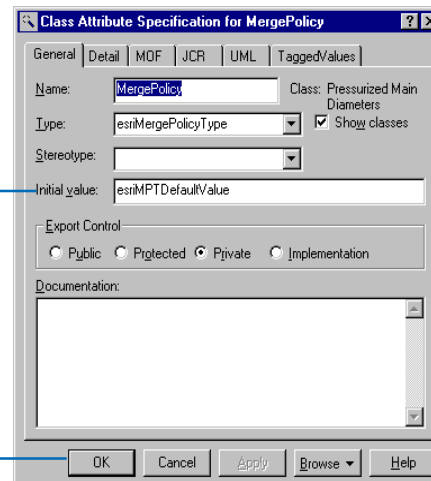 Class Attribute Specification for MergePolicy
General Detail MOF JCR UML TaggedValues
Name: MergePolicy Class: Pressurized Main
Diameters
Type: esriMergePolicyType Show classes
Stereotype:
Initial value: esriMPTDefaultValue
Export Control
Public Protected Private Implementation
Documentation:
OK Cancel Apply Browse Help